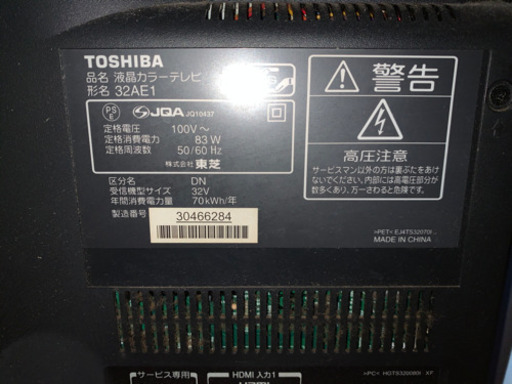 TOSHIBA
品名 液晶カラーテレビ
形名 32AE1
PS
E
JQA JQ10437
定格電圧 100V～
定格消費電力 83 W
定格周波数 50/60 Hz
株式会社 東芝
区分名 DN
受信機型サイズ 32V
年間消費電力量 70kWh/年
製造番号 30466284
警告
高圧注意
サービスマン以外の方は裏ぶたをあけ
ないでください。内部には高電圧部分が
数多くあり、万一さわると危険です。
MADE IN CHINA
サービス専用
HDMI 入力1
HDMI